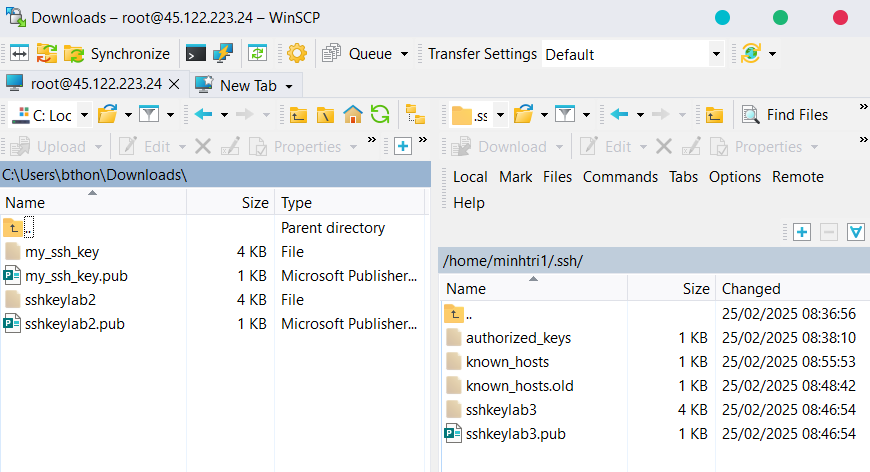 Downloads – root@45.122.223.24 – WinSCP
Synchronize Queue Transfer Settings Default
root@45.122.223.24 New Tab
C: Loc
Upload Edit Properties
C:\Users\bthon\Downloads\
Name Size Type
.. Parent directory
my_ssh_key 4 KB File
my_ssh_key.pub 1 KB Microsoft Publisher...
sshkeylab2 4 KB File
sshkeylab2.pub 1 KB Microsoft Publisher...
.ss Find Files
Download Edit Properties
Local Mark Files Commands Tabs Options Remote
Help
/home/minhtri1/.ssh/
Name Size Changed
.. 25/02/2025 08:36:56
authorized_keys 1 KB 25/02/2025 08:38:10
known_hosts 1 KB 25/02/2025 08:55:53
known_hosts.old 1 KB 25/02/2025 08:48:42
sshkeylab3 4 KB 25/02/2025 08:46:54
sshkeylab3.pub 1 KB 25/02/2025 08:46:54